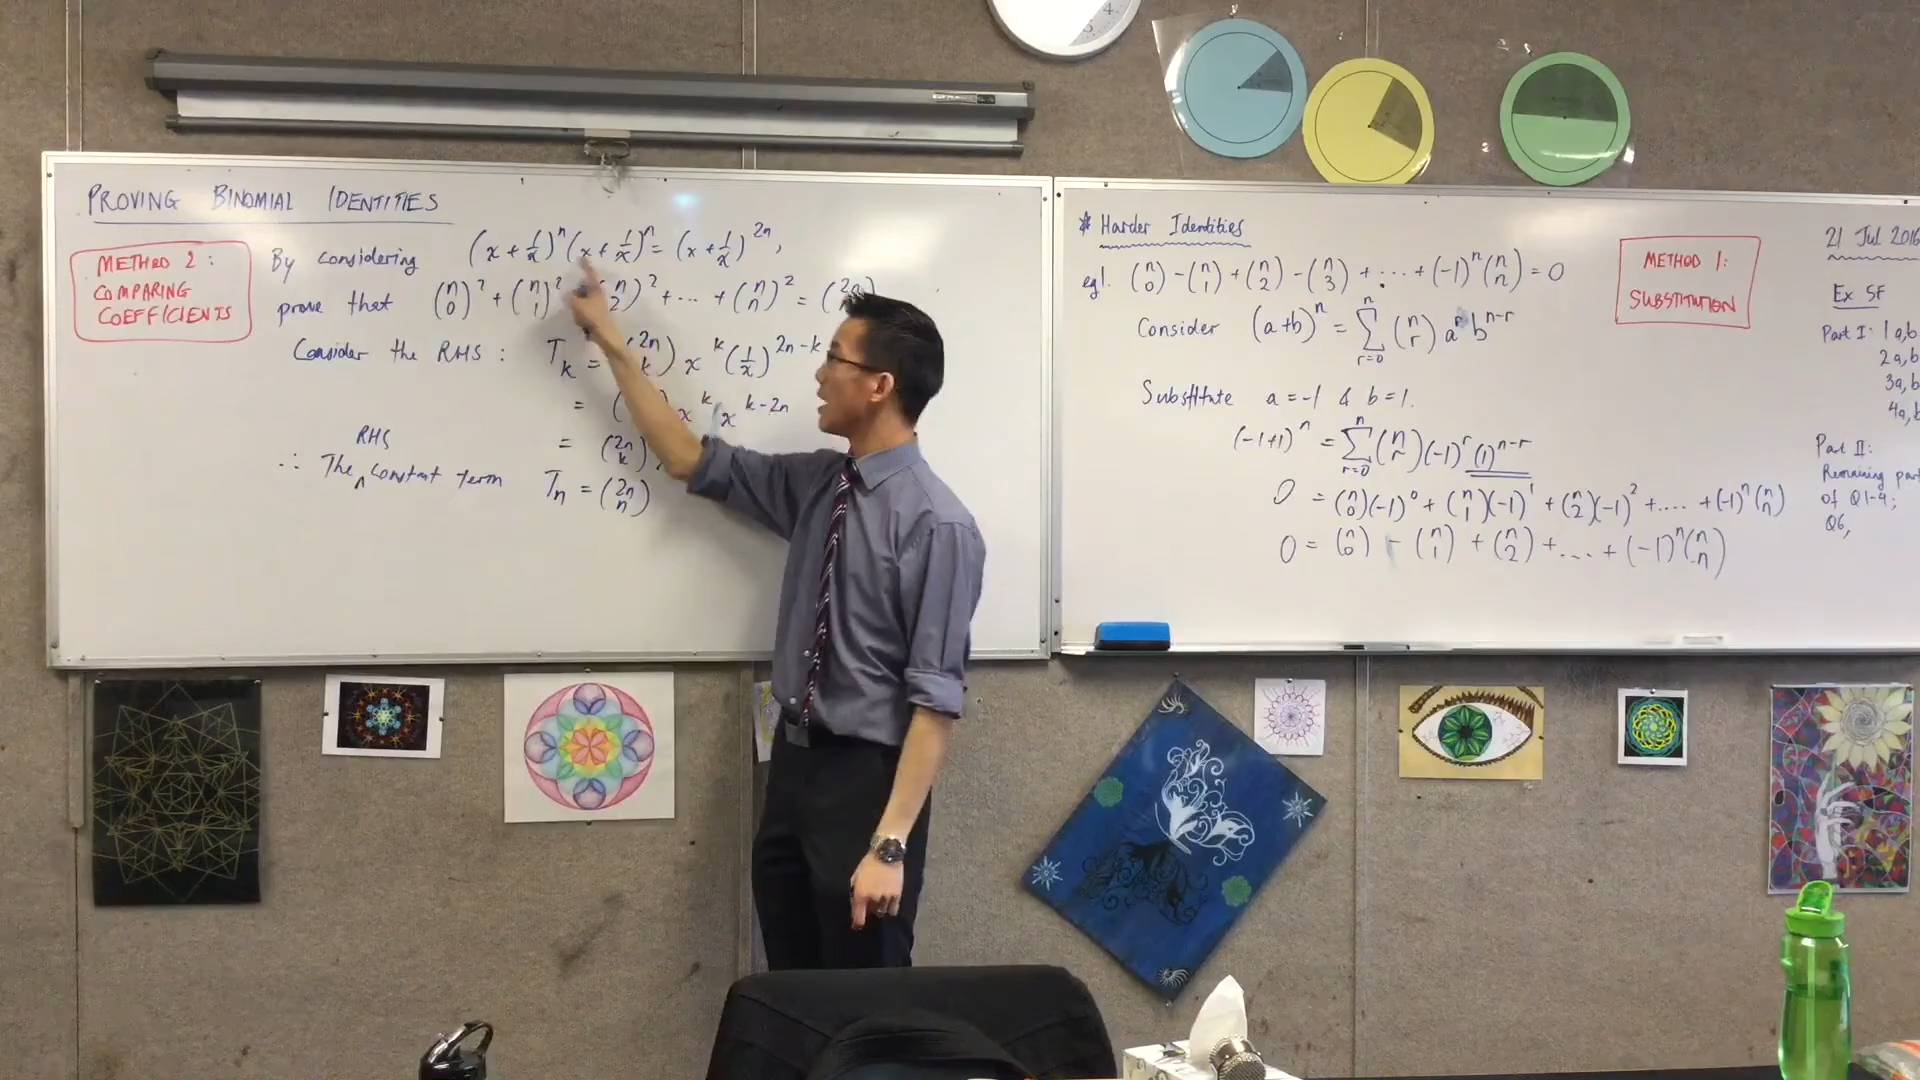 PROVING BINOMIAL IDENTITIES
METHOD 2:
COMPARING
COEFFICIENTS
By considering (x + 1/x)^n (x + 1/x)^n = (x + 1/x)^2n,
prove that (n 0)^2 + (n 1)^2 (n 2)^2 + ... + (n n)^2 = (2n
Consider the RHS: T_k = (2n k) x^k (1/x)^2n-k
= ( x^k x^k-2n
= (2n k)
∴ The RHS constant term T_n = (2n n)
* Harder Identities
eg1. (n 0) - (n 1) + (n 2) - (n 3) + ... + (-1)^n (n n) = 0
Consider (a+b)^n = Σ_r=0^n (n r) a^r b^n-r
Substitute a = -1 & b = 1.
(-1+1)^n = Σ_r=0^n (n r)(-1)^r (1)^n-r
0 = (n 0)(-1)^0 + (n 1)(-1)^1 + (n 2)(-1)^2 + .... + (-1)^n (n n)
0 = (n 0) - (n 1) + (n 2) + .... + (-1)^n (n n)
METHOD 1:
SUBSTITUTION
21 Jul 2016
Ex 5F
Part I: 1a,b
2a,b
3a,b
4a,b
Part II:
Remaining part
of Q1-4;
Q6,